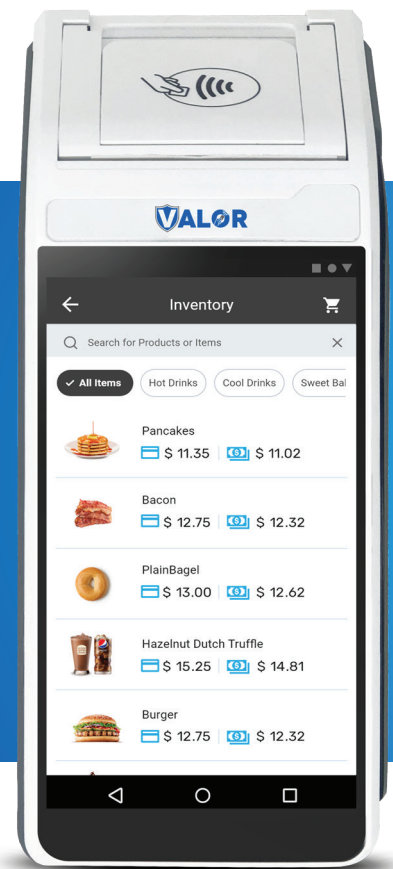 VALOR
Inventory
Search for Products or Items
All Items Hot Drinks Cool Drinks Sweet Bal
Pancakes
$ 11.35 $ 11.02
Bacon
$ 12.75 $ 12.32
PlainBagel
$ 13.00 $ 12.62
Hazelnut Dutch Truffle
$ 15.25 $ 14.81
Burger
$ 12.75 $ 12.32